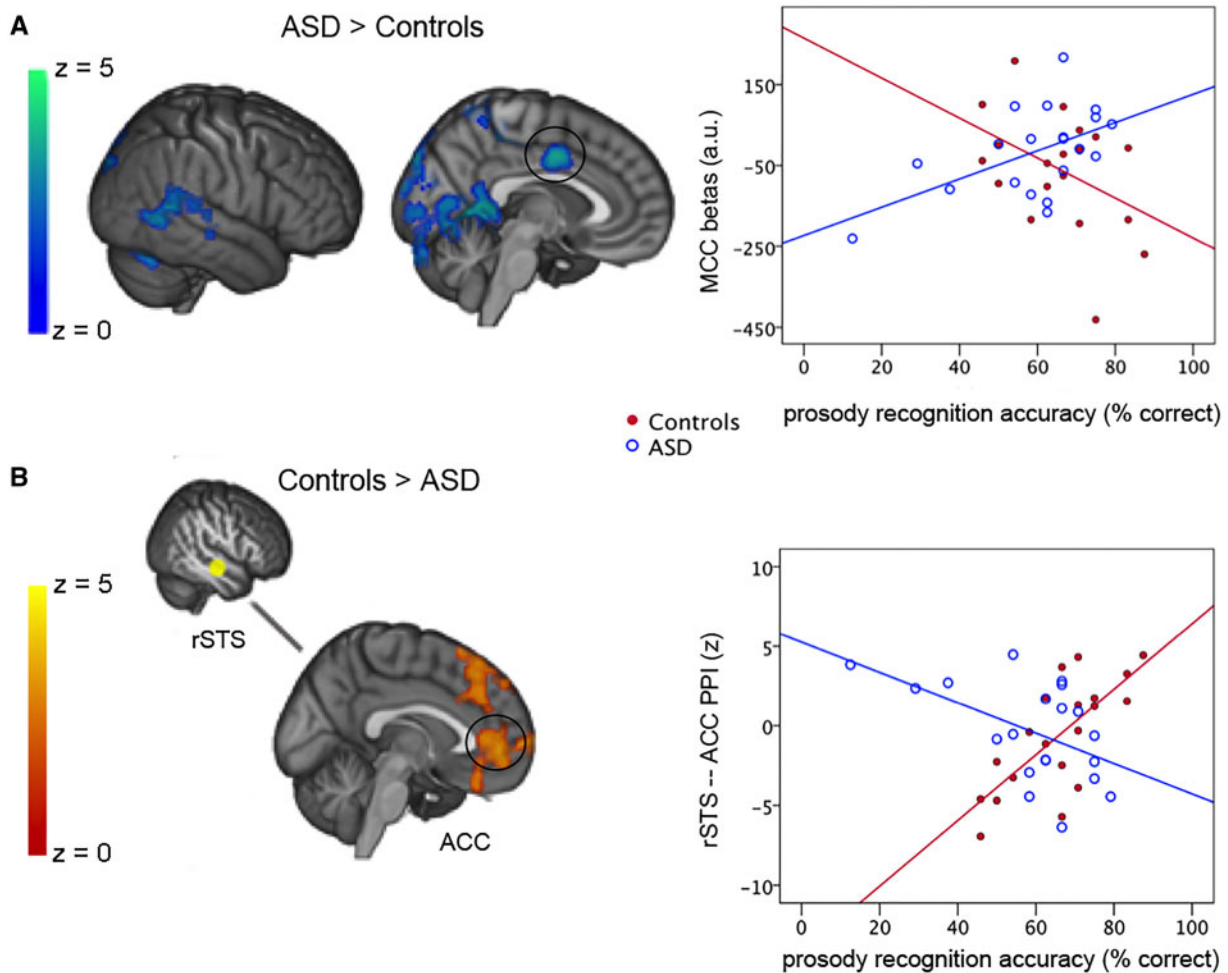 A
ASD > Controls
z = 5
z = 0
MCC betas (a.u.)
150
-50
-250
-450
0 20 40 60 80 100
prosody recognition accuracy (% correct)
Controls
ASD
B
Controls > ASD
z = 5
z = 0
rSTS
ACC
rSTS -- ACC PPI (z)
10
5
0
-5
-10
0 20 40 60 80 100
prosody recognition accuracy (% correct)